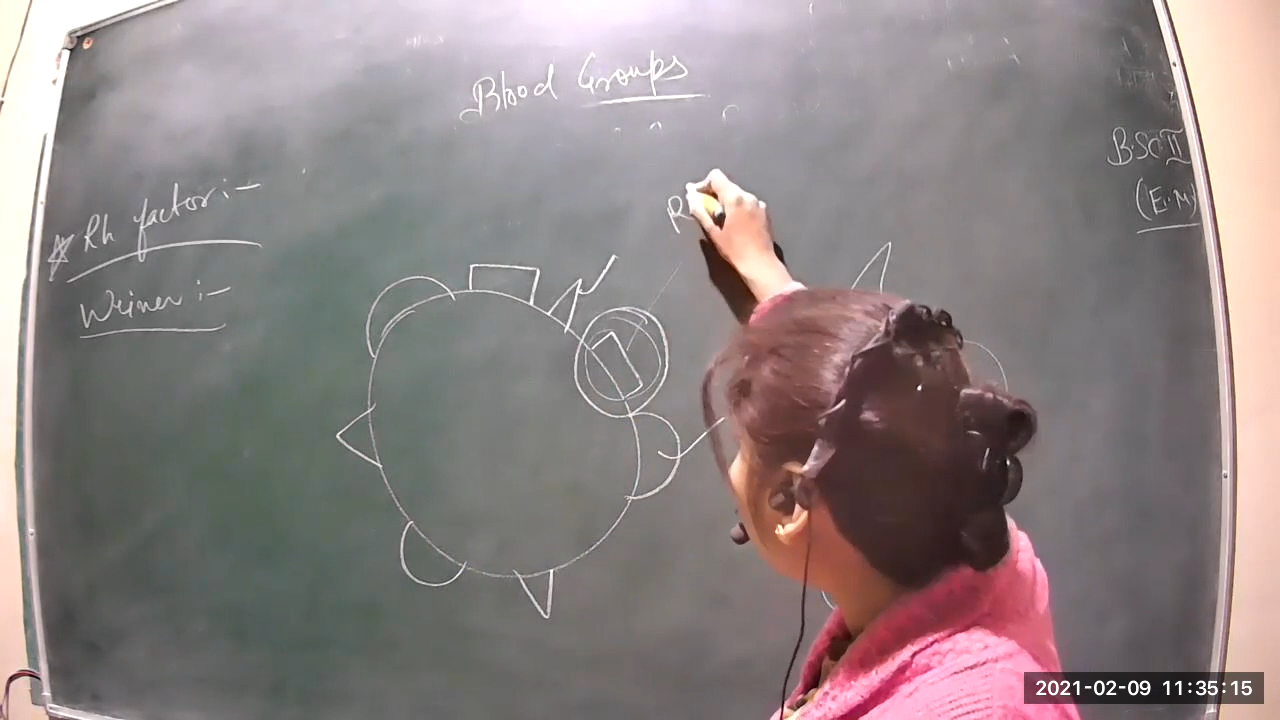 Blood Groups
B.Sc II
(E.M)
* Rh factor :-
Weiner :-
R
2021-02-09 11:35:15